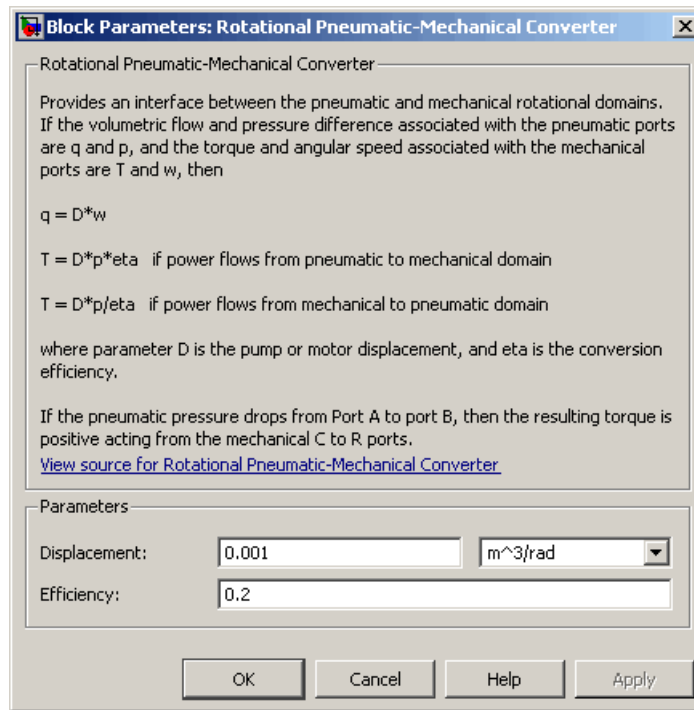 Block Parameters: Rotational Pneumatic-Mechanical Converter
Rotational Pneumatic-Mechanical Converter
Provides an interface between the pneumatic and mechanical rotational domains.
If the volumetric flow and pressure difference associated with the pneumatic ports
are q and p, and the torque and angular speed associated with the mechanical
ports are T and w, then
q = D*w
T = D*p*eta if power flows from pneumatic to mechanical domain
T = D*p/eta if power flows from mechanical to pneumatic domain
where parameter D is the pump or motor displacement, and eta is the conversion
efficiency.
If the pneumatic pressure drops from Port A to port B, then the resulting torque is
positive acting from the mechanical C to R ports.
View source for Rotational Pneumatic-Mechanical Converter
Parameters
Displacement: 0.001 m^3/rad
Efficiency: 0.2
OK Cancel Help Apply